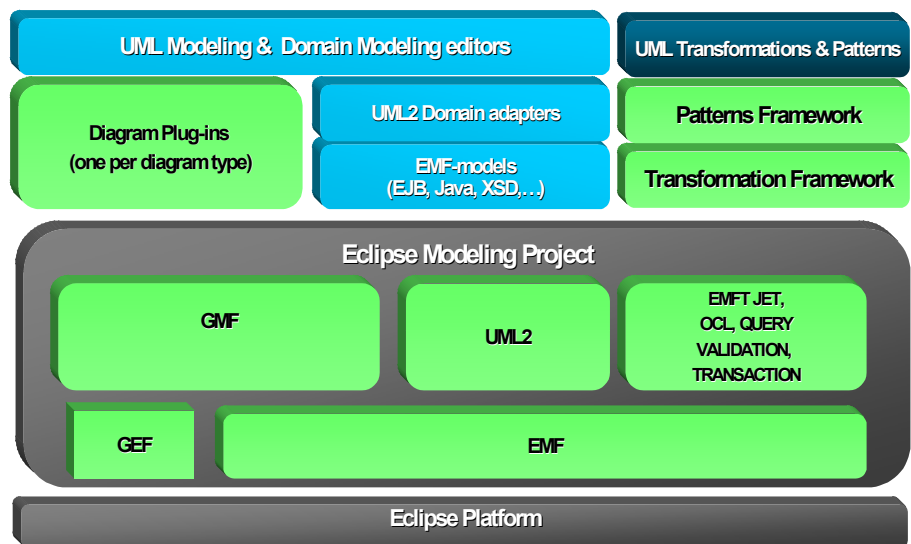 UML Modeling & Domain Modeling editors
UML Transformations & Patterns
Diagram Plug-ins
(one per diagram type)
UML2 Domain adapters
EMF-models
(EJB, Java, XSD,…)
Patterns Framework
Transformation Framework
Eclipse Modeling Project
GMF
UML2
EMFT JET,
OCL, QUERY
VALIDATION,
TRANSACTION
GEF
EMF
Eclipse Platform